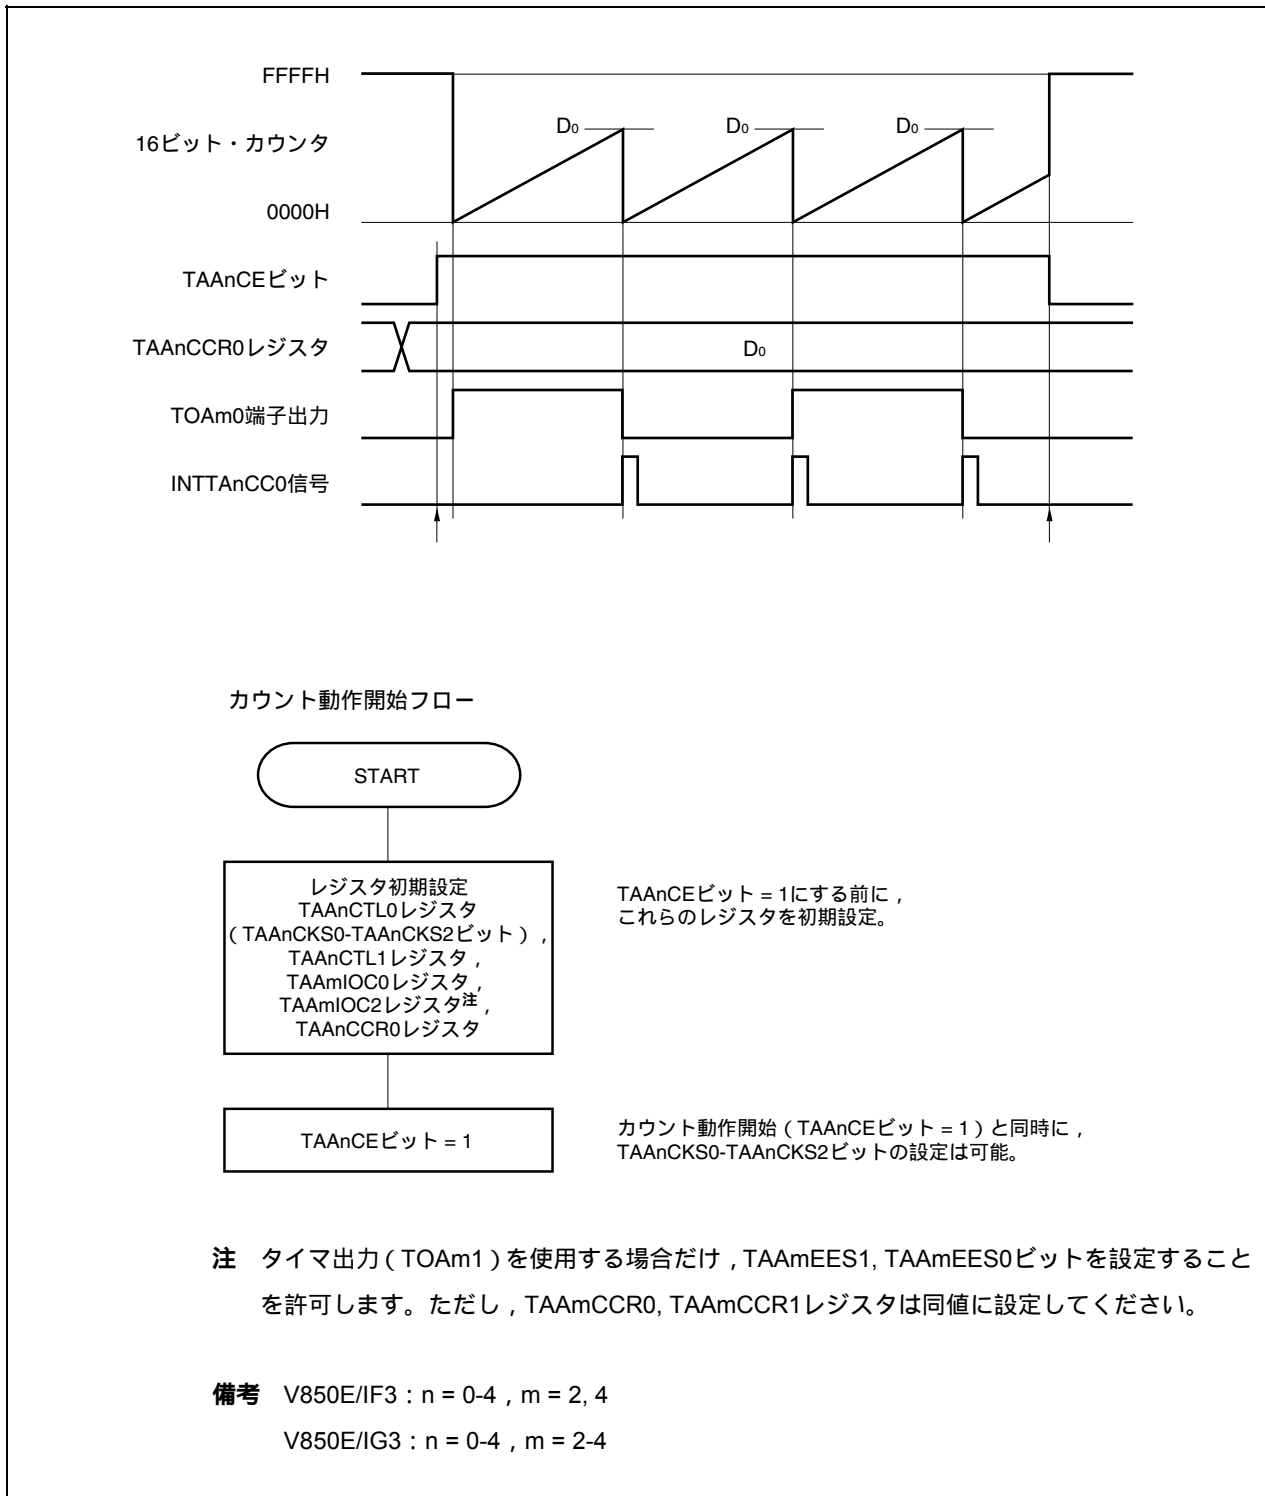 FFFFH
D0 D0 D0
16ビット・カウンタ
0000H
TAAnCEビット
TAAnCCR0レジスタ
D0
TOAm0端子出力
INTTAnCC0信号
カウント動作開始フロー
START
レジスタ初期設定
TAAnCTL0レジスタ
（TAAnCKS0-TAAnCKS2ビット），
TAAnCTL1レジスタ，
TAAmIOC0レジスタ，
TAAmIOC2レジスタ注，
TAAnCCR0レジスタ
TAAnCEビット = 1にする前に，
これらのレジスタを初期設定。
TAAnCEビット = 1
カウント動作開始（TAAnCEビット = 1）と同時に，
TAAnCKS0-TAAnCKS2ビットの設定は可能。
注 タイマ出力（TOAm1）を使用する場合だけ，TAAmEES1, TAAmEES0ビットを設定すること
を許可します。ただし，TAAmCCR0, TAAmCCR1レジスタは同値に設定してください。
備考 V850E/IF3：n = 0-4，m = 2, 4
V850E/IG3：n = 0-4，m = 2-4